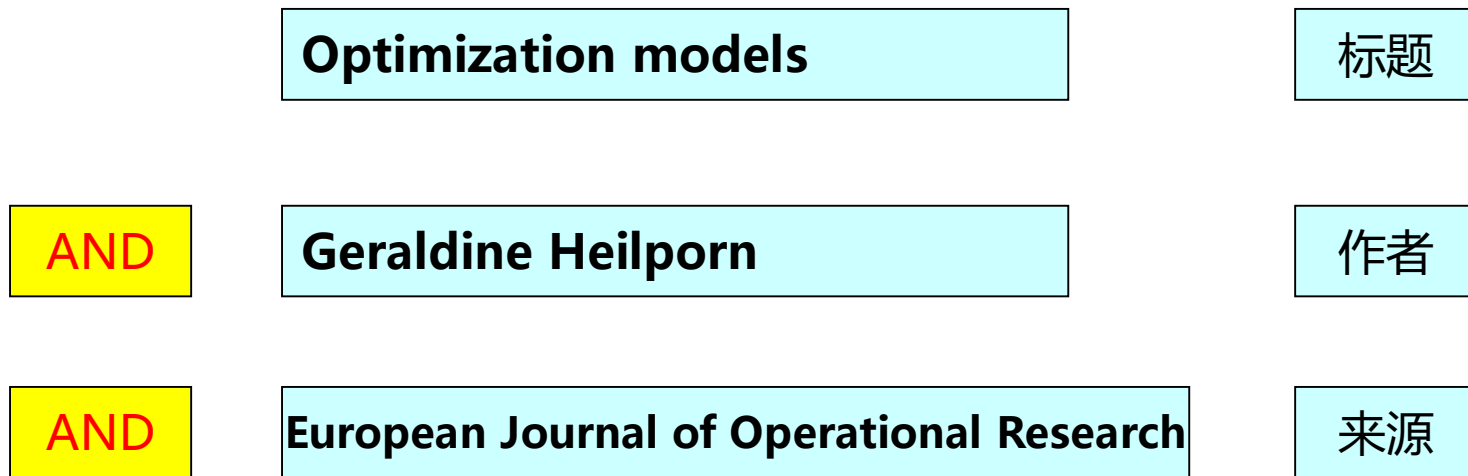 Optimization models 标题
AND Geraldine Heilporn 作者
AND European Journal of Operational Research 来源